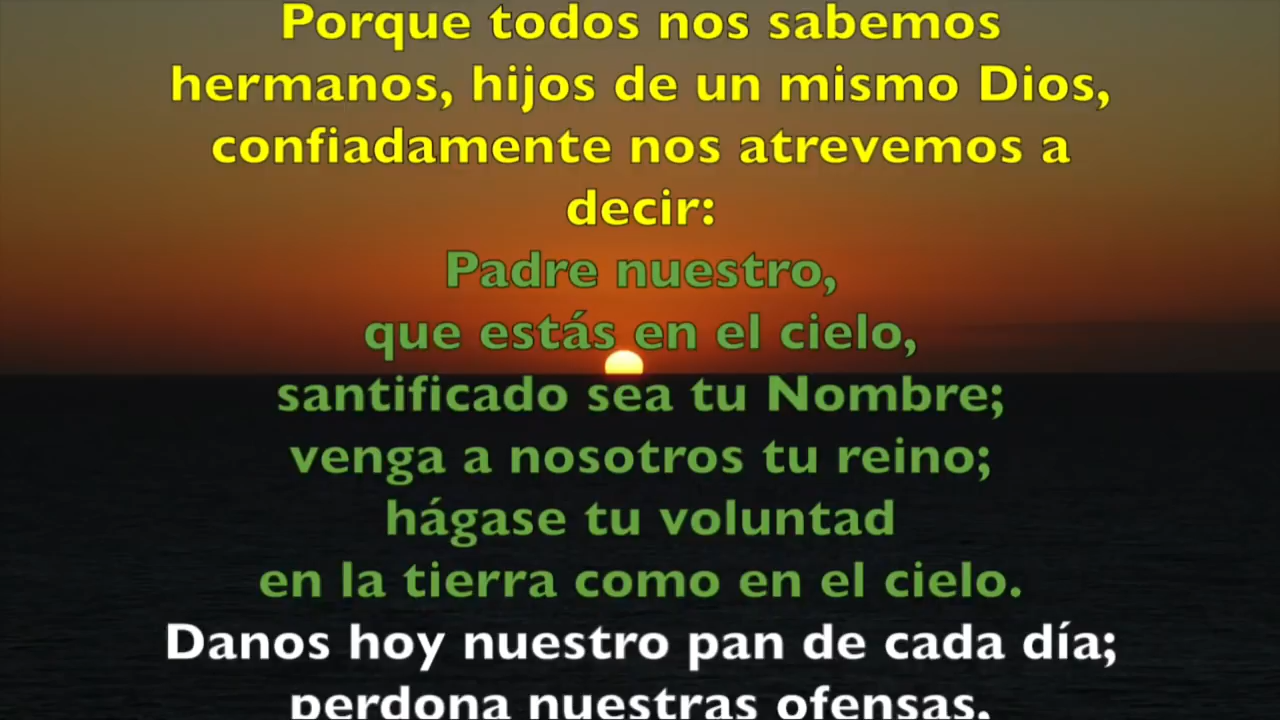 Porque todos nos sabemos
hermanos, hijos de un mismo Dios,
confiadamente nos atrevemos a
decir:
Padre nuestro,
que estás en el cielo,
santificado sea tu Nombre;
venga a nosotros tu reino;
hágase tu voluntad
en la tierra como en el cielo.
Danos hoy nuestro pan de cada día;
perdona nuestras ofensas,